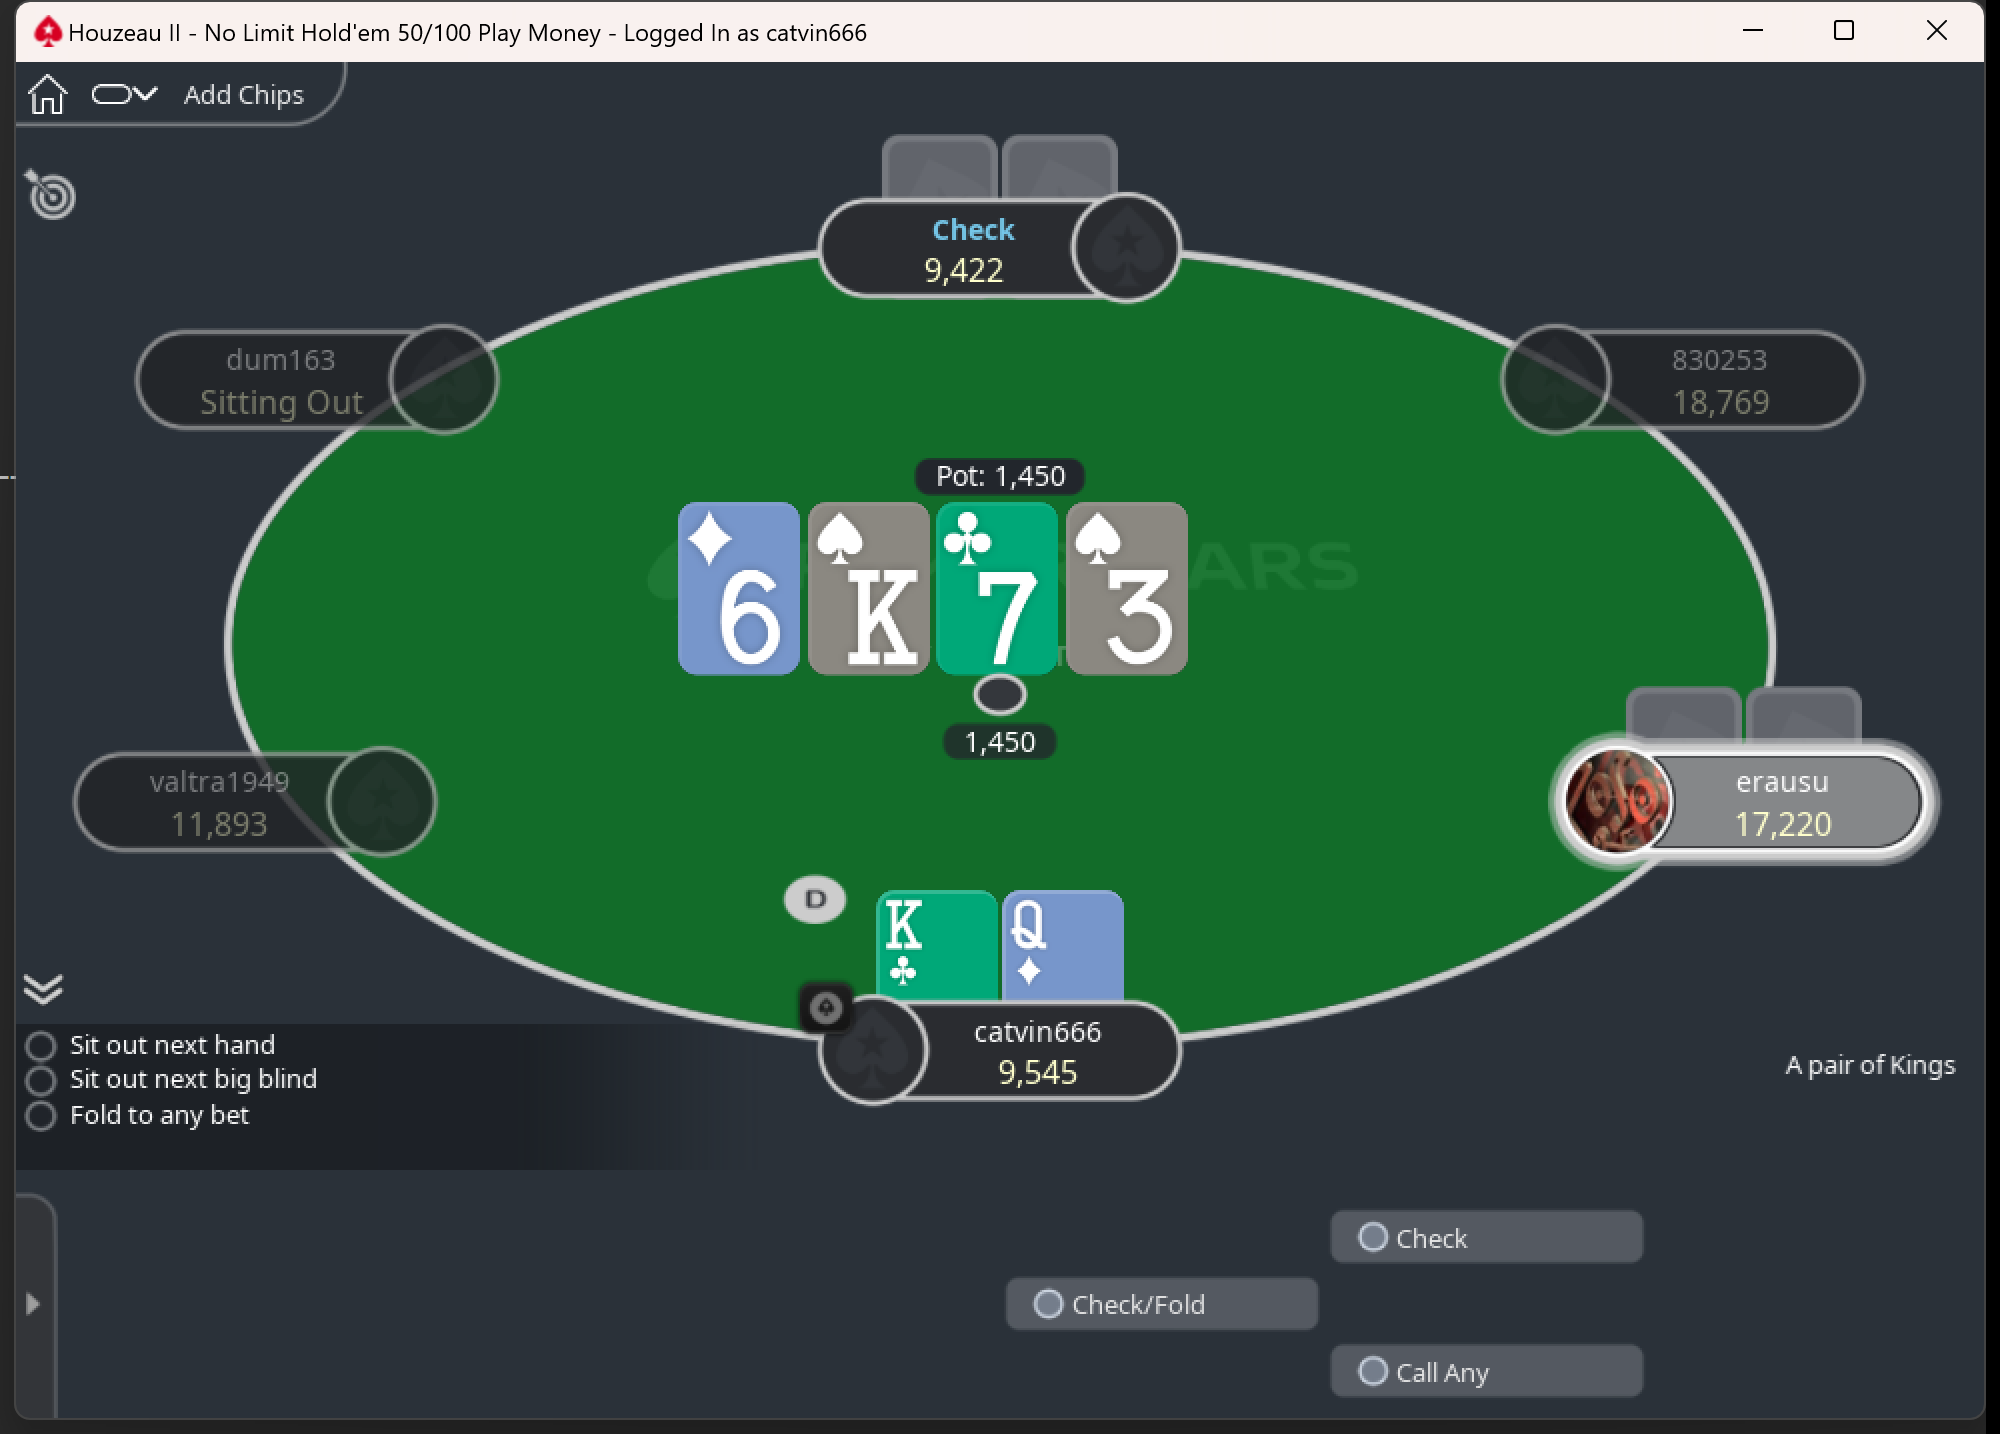 Houzeau II - No Limit Hold'em 50/100 Play Money - Logged In as catvin666
Add Chips
Check
9,422
dum163
Sitting Out
830253
18,769
Pot: 1,450
6
K
7
3
ARS
1,450
valtra1949
11,893
erausu
17,220
D
K
Q
catvin666
9,545
Sit out next hand
Sit out next big blind
Fold to any bet
A pair of Kings
Check
Check/Fold
Call Any